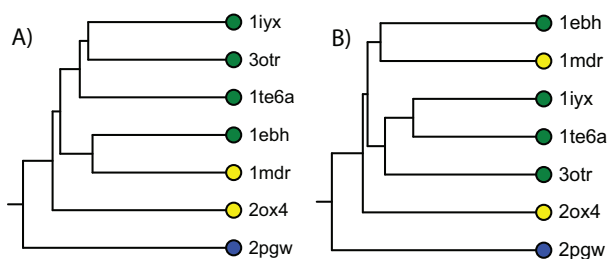 A)
1iyx
3otr
1te6a
1ebh
1mdr
2ox4
2pgw
B)
1ebh
1mdr
1iyx
1te6a
3otr
2ox4
2pgw